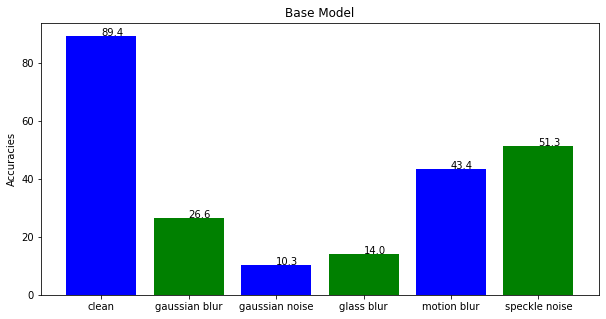 Base Model
Accuracies
80
60
40
20
0
89.4
26.6
10.3
14.0
43.4
51.3
clean
gaussian blur
gaussian noise
glass blur
motion blur
speckle noise